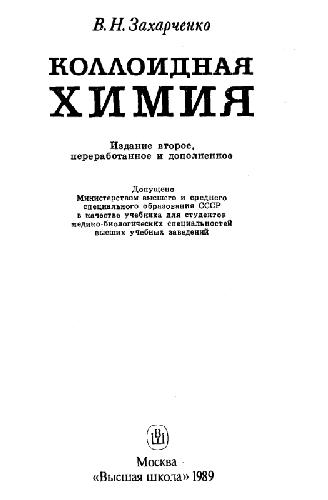 В. Н. Захарченко
КОЛЛОИДНАЯ
ХИМИЯ
Издание второе,
переработанное и дополненное
Допущено
Министерством высшего и среднего
специального образования СССР
в качестве учебника для студентов
медико-биологических специальностей
высших учебных заведений
Москва
«Высшая школа» 1989